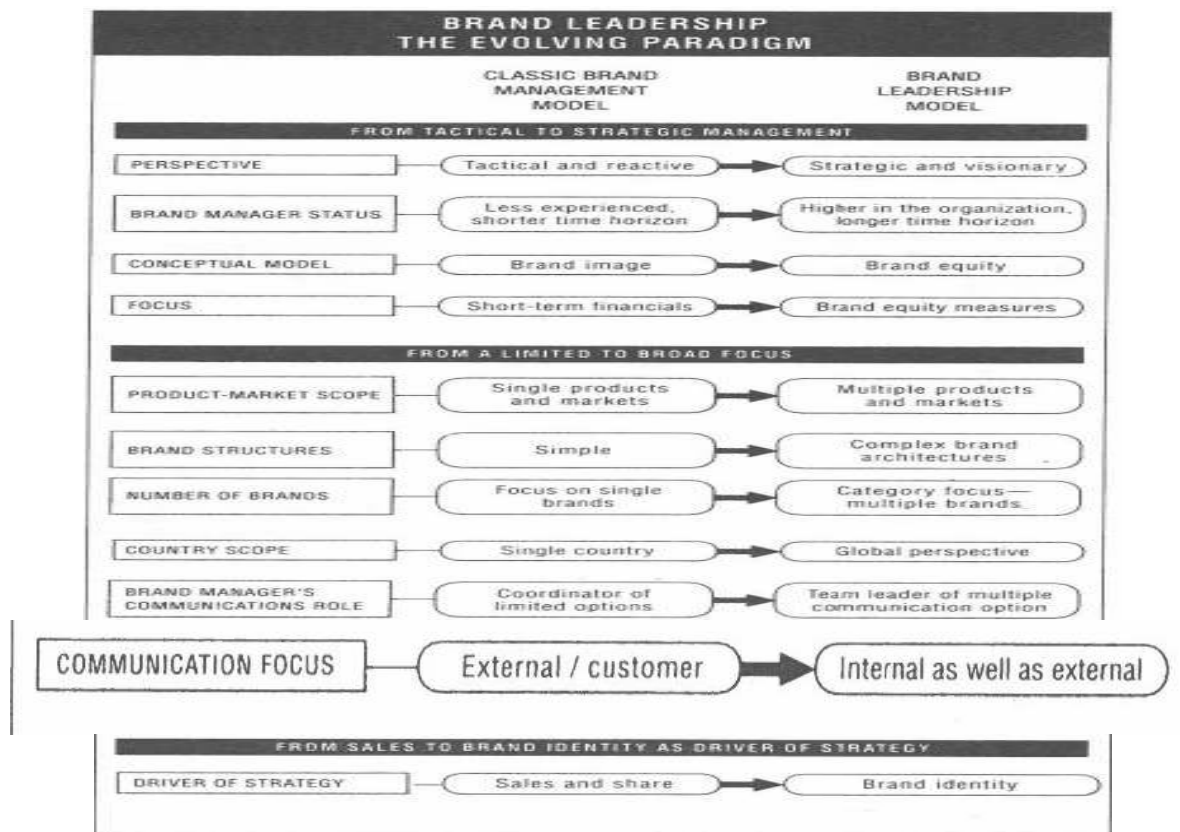 BRAND LEADERSHIP
THE EVOLVING PARADIGM
CLASSIC BRAND
MANAGEMENT
MODEL
BRAND
LEADERSHIP
MODEL
FROM TACTICAL TO STRATEGIC MANAGEMENT
PERSPECTIVE
Tactical and reactive
Strategic and visionary
BRAND MANAGER STATUS
Less experienced,
shorter time horizon
Higher in the organization,
longer time horizon
CONCEPTUAL MODEL
Brand image
Brand equity
FOCUS
Short-term financials
Brand equity measures
FROM A LIMITED TO BROAD FOCUS
PRODUCT-MARKET SCOPE
Single products
and markets
Multiple products
and markets
BRAND STRUCTURES
Simple
Complex brand
architectures
NUMBER OF BRANDS
Focus on single
brands
Category focus—
multiple brands
COUNTRY SCOPE
Single country
Global perspective
BRAND MANAGER'S
COMMUNICATIONS ROLE
Coordinator of
limited options
Team leader of multiple
communication option
COMMUNICATION FOCUS
External / customer
Internal as well as external
FROM SALES TO BRAND IDENTITY AS DRIVER OF STRATEGY
DRIVER OF STRATEGY
Sales and share
Brand identity